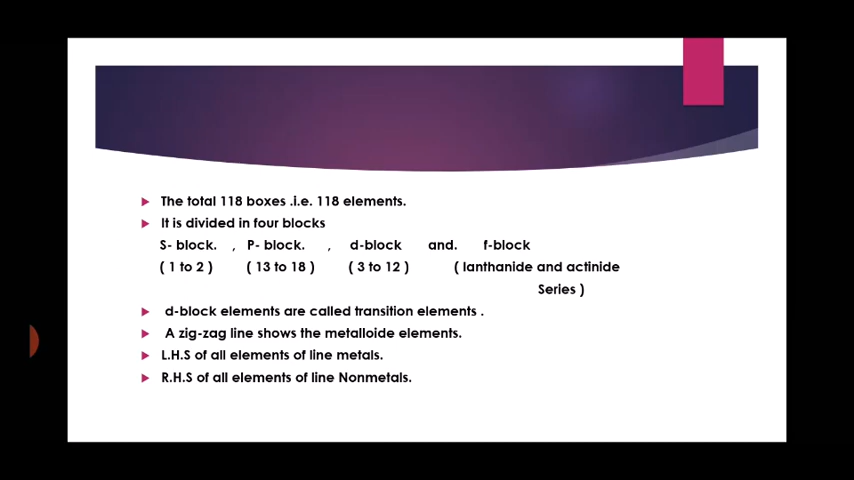 The total 118 boxes .i.e. 118 elements.
It is divided in four blocks
S- block. , P- block. , d-block and. f-block
( 1 to 2 ) ( 13 to 18 ) ( 3 to 12 ) ( lanthanide and actinide
Series )
d-block elements are called transition elements .
A zig-zag line shows the metalloide elements.
L.H.S of all elements of line metals.
R.H.S of all elements of line Nonmetals.